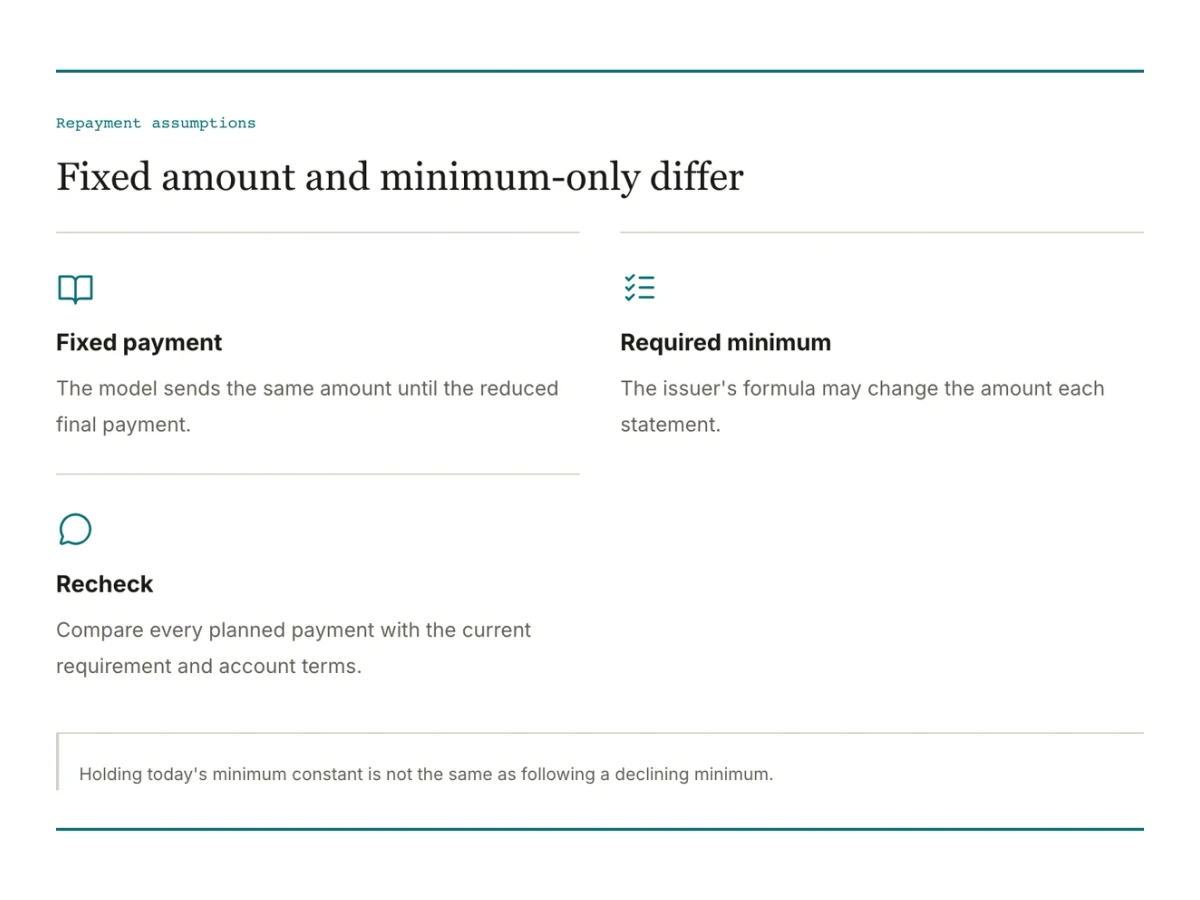 Repayment assumptions
Fixed amount and minimum-only differ
Fixed payment
The model sends the same amount until the reduced
final payment.
Required minimum
The issuer's formula may change the amount each
statement.
Recheck
Compare every planned payment with the current
requirement and account terms.
Holding today's minimum constant is not the same as following a declining minimum.